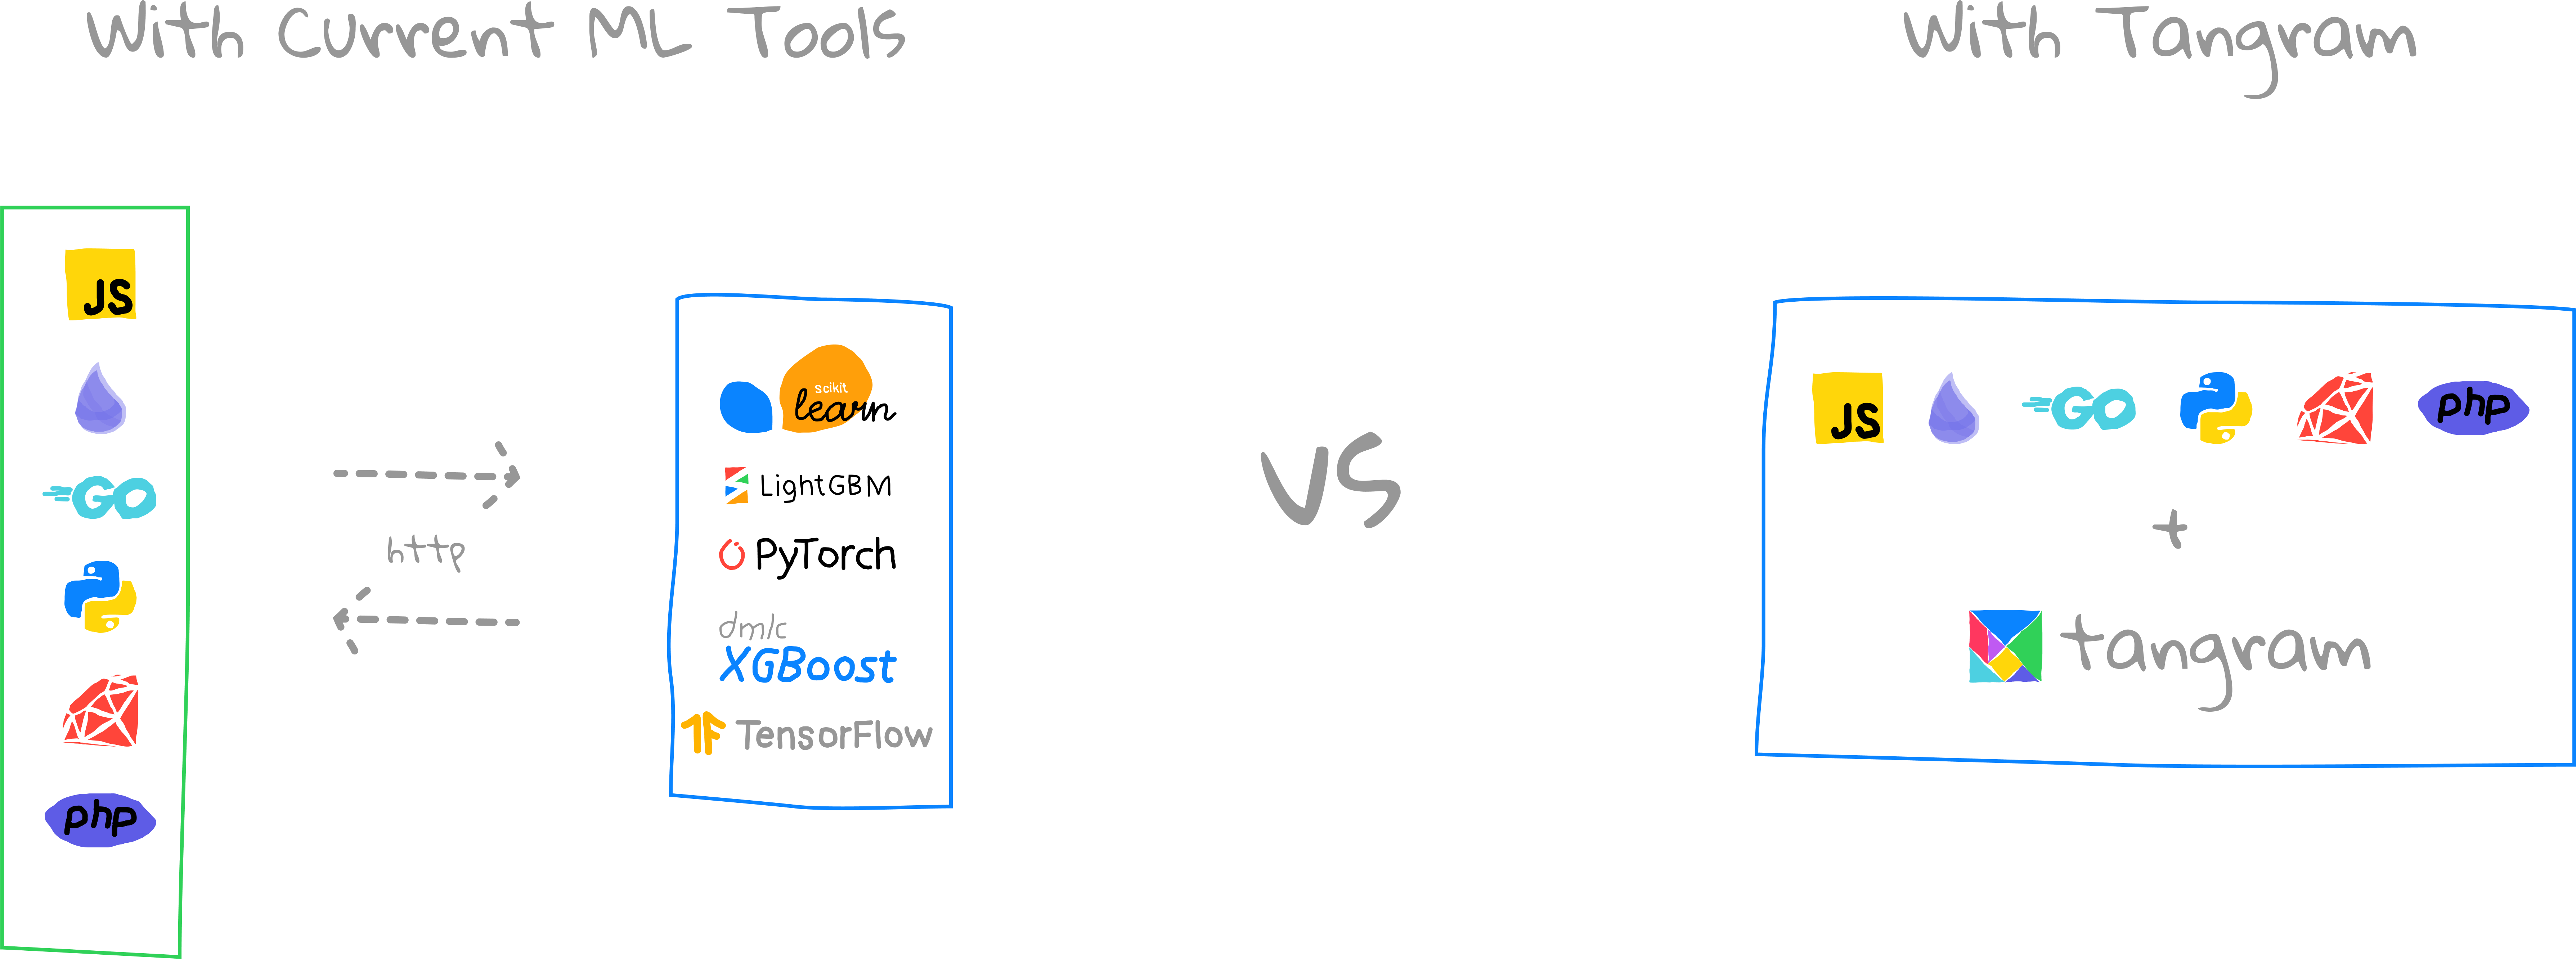 With Current ML Tools
With Tangram
JS
GO
php
http
scikit
learn
LightGBM
PyTorch
dmlc
XGBoost
TensorFlow
VS
JS
GO
php
+
tangram